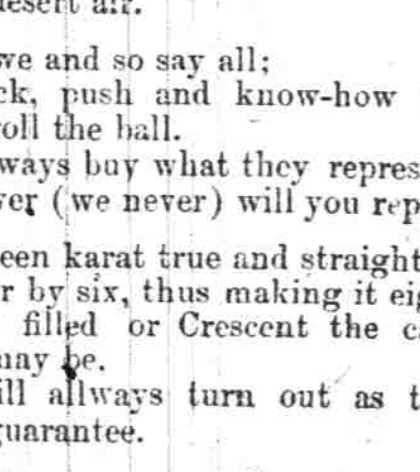 desert air.
we and so say all;
ck, push and know-how
roll the ball.
ways buy what they repres
ver (we never) will you rep
een karat true and straight
r by six, thus making it eig
filled or Crescent the c
may be.
ill allways turn out as t
guarantee.